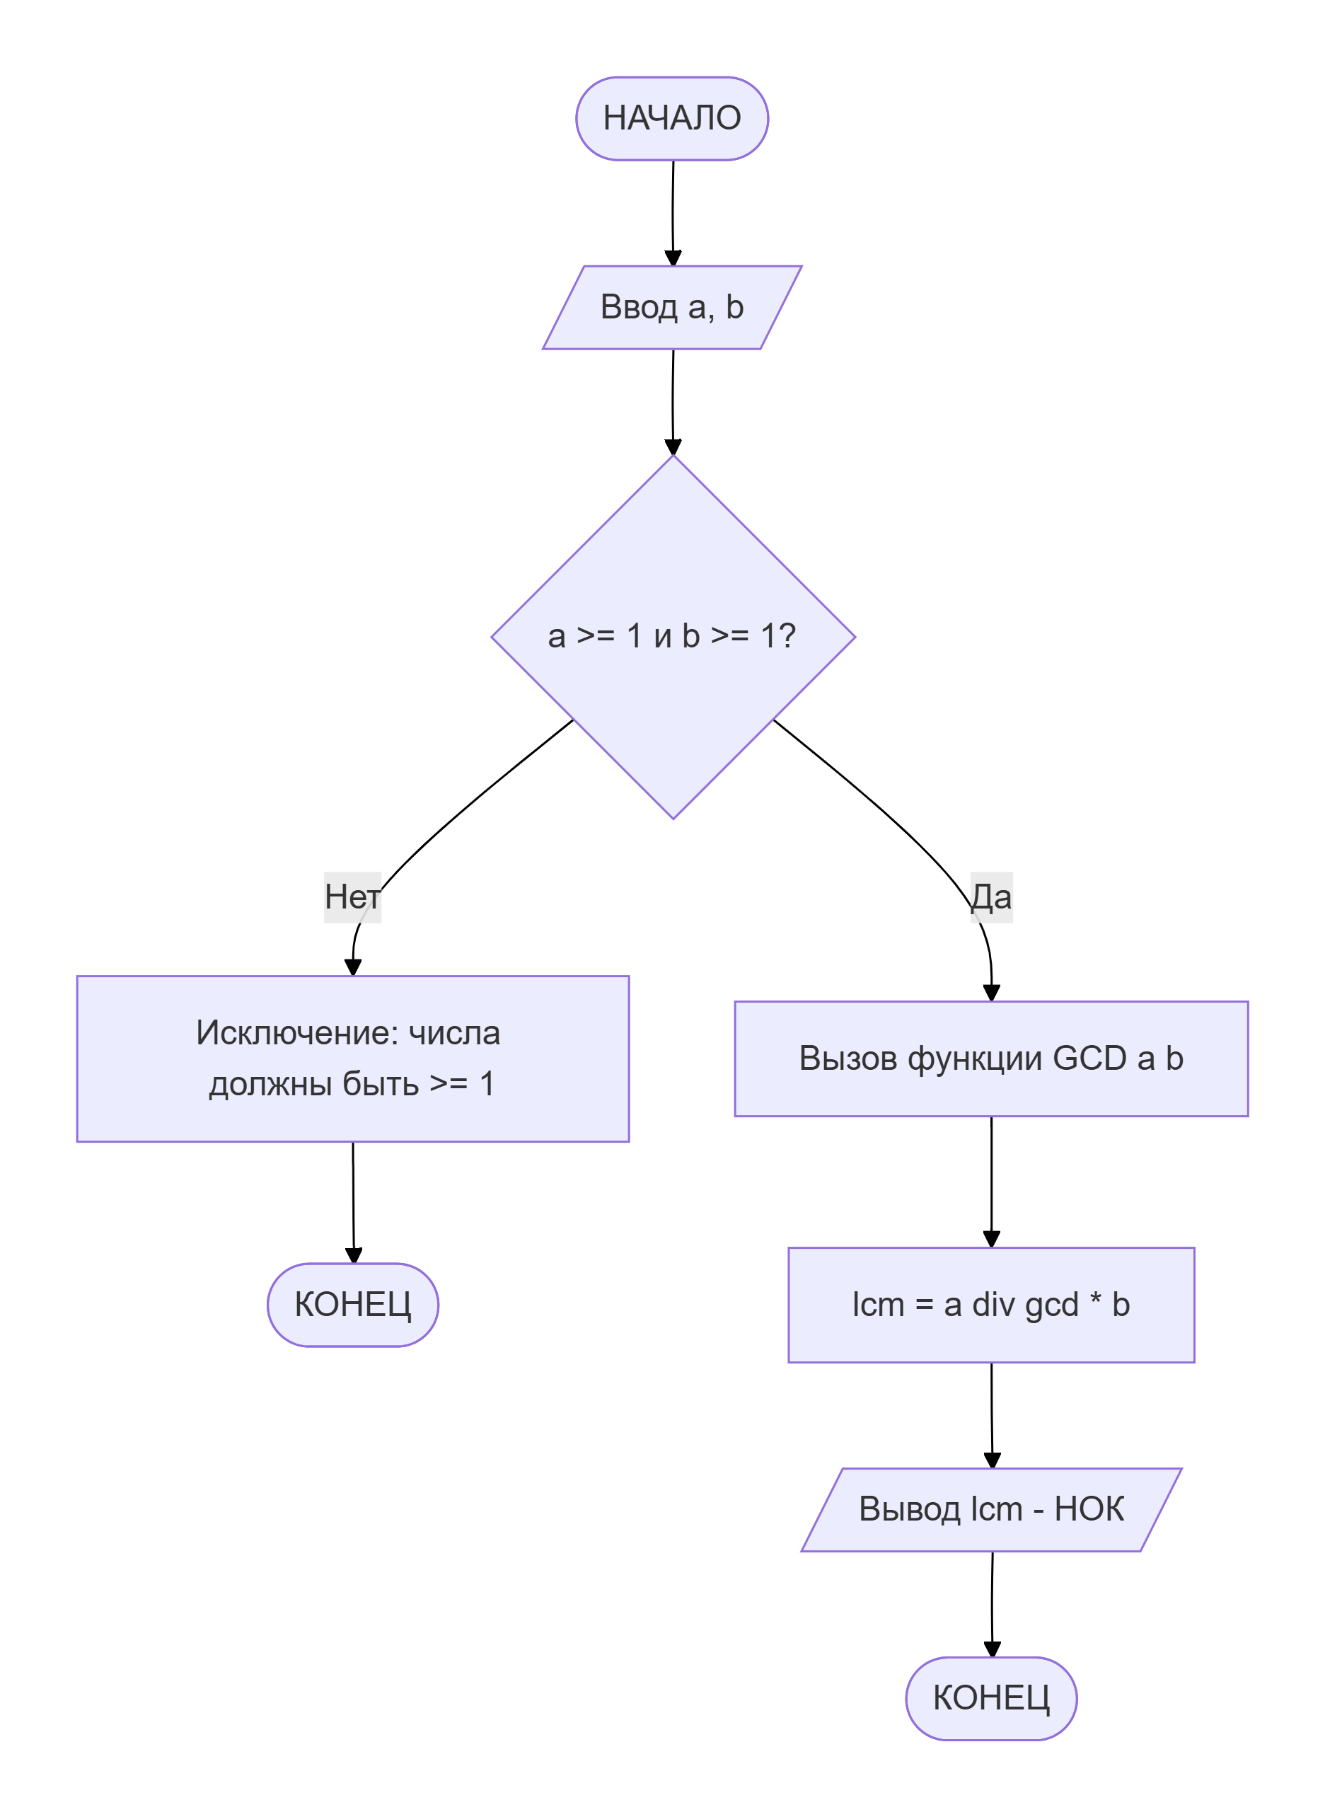 НАЧАЛО
Ввод a, b
a >= 1 и b >= 1?
Нет
Да
Исключение: числа
должны быть >= 1
Вызов функции GCD a b
КОНЕЦ
lcm = a div gcd * b
Вывод lcm - НОК
КОНЕЦ